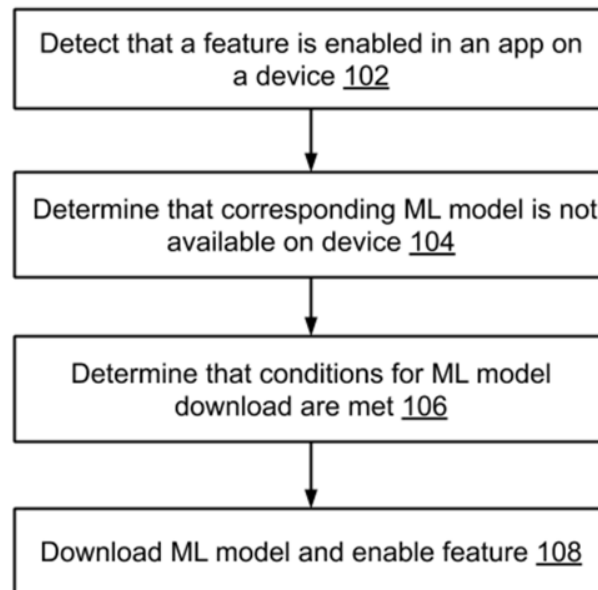 Detect that a feature is enabled in an app on
a device 102
Determine that corresponding ML model is not
available on device 104
Determine that conditions for ML model
download are met 106
Download ML model and enable feature 108